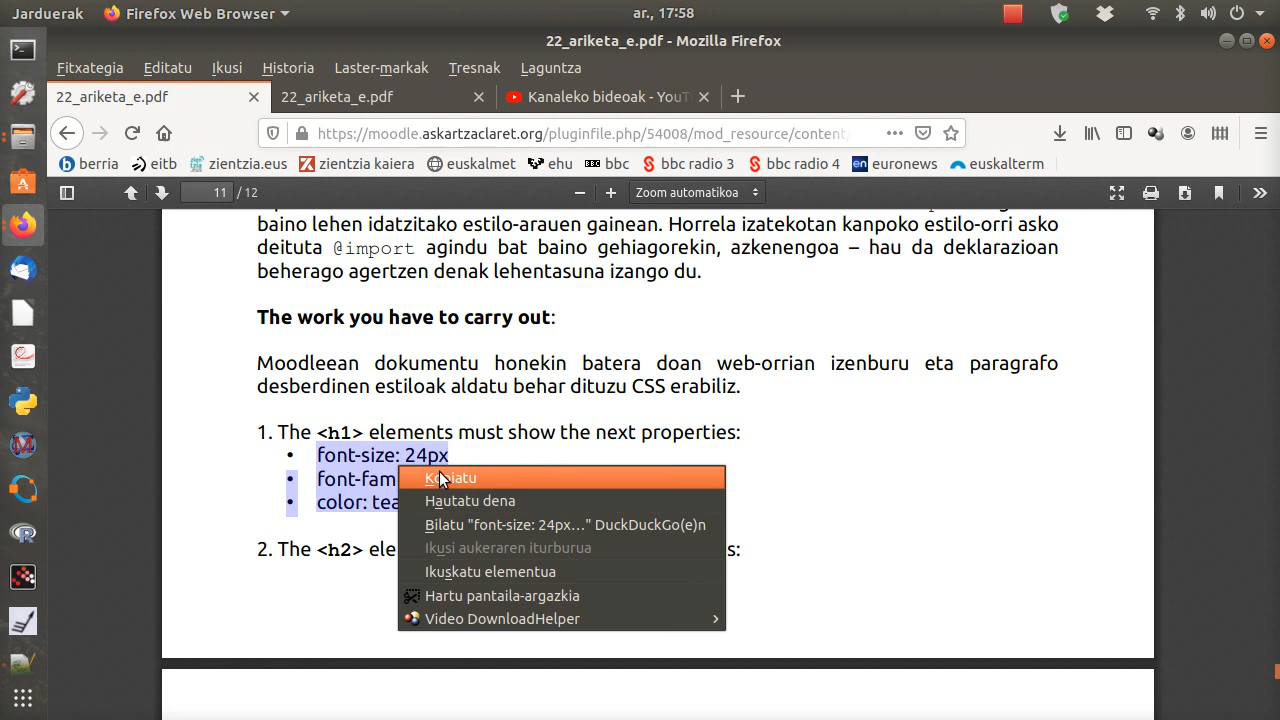 Jarduerak Firefox Web Browser ar., 17:58
22_ariketa_e.pdf - Mozilla Firefox
Fitxategia Editatu Ikusi Historia Laster-markak Tresnak Laguntza
22_ariketa_e.pdf 22_ariketa_e.pdf Kanaleko bideoak - YouT
https://moodle.askartzaclaret.org/pluginfile.php/54008/mod_resource/content/
berria eitb zientzia.eus zientzia kaiera euskalmet ehu bbc bbc radio 3 bbc radio 4 euronews euskalterm
11 / 12 Zoom automatikoa
baino lehen idatzitako estilo-arauen gainean. Horrela izatekotan kanpoko estilo-orri asko
deituta @import agindu bat baino gehiagorekin, azkenengoa – hau da deklarazioan
beherago agertzen denak lehentasuna izango du.
The work you have to carry out:
Moodleean dokumentu honekin batera doan web-orrian izenburu eta paragrafo
desberdinen estiloak aldatu behar dituzu CSS erabiliz.
1. The <h1> elements must show the next properties:
• font-size: 24px
• font-fam
• color: tea
2. The <h2> ele s:
Kopiatu
Hautatu dena
Bilatu "font-size: 24px…" DuckDuckGo(e)n
Ikusi aukeraren iturburua
Ikuskatu elementua
Hartu pantaila-argazkia
Video DownloadHelper